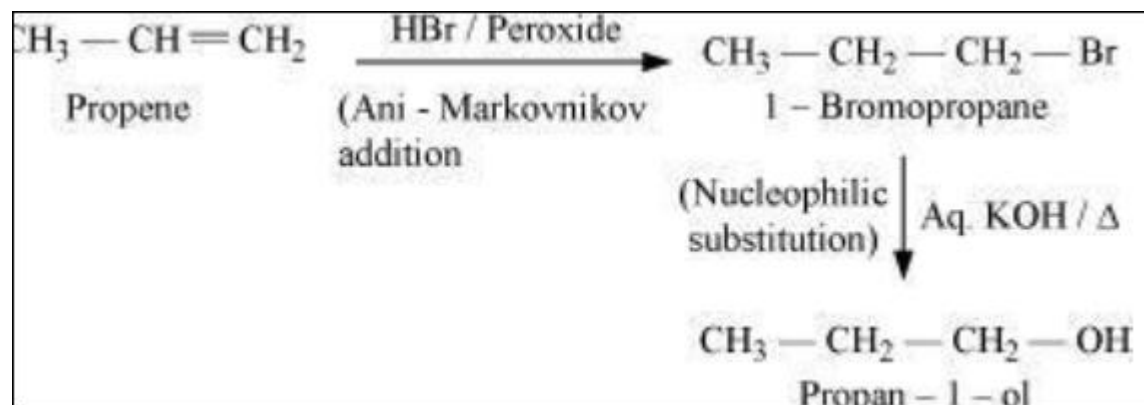 CH₃ — CH = CH₂
HBr / Peroxide
CH₃ — CH₂ — CH₂ — Br
Propene
(Ani - Markovnikov
addition
1 – Bromopropane
(Nucleophilic
substitution)
Aq. KOH / Δ
CH₃ — CH₂ — CH₂ — OH
Propan – 1 – ol